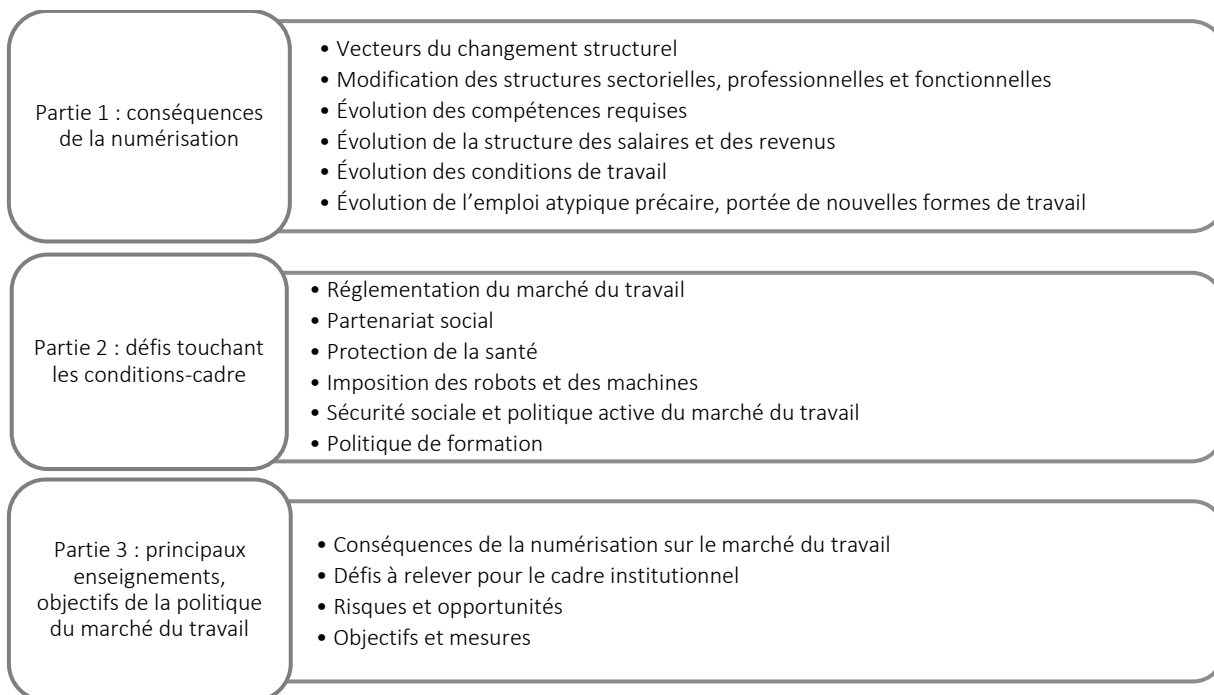 Partie 1 : conséquences
de la numérisation
• Vecteurs du changement structurel
• Modification des structures sectorielles, professionnelles et fonctionnelles
• Évolution des compétences requises
• Évolution de la structure des salaires et des revenus
• Évolution des conditions de travail
• Évolution de l’emploi atypique précaire, portée de nouvelles formes de travail
Partie 2 : défis touchant
les conditions-cadre
• Réglementation du marché du travail
• Partenariat social
• Protection de la santé
• Imposition des robots et des machines
• Sécurité sociale et politique active du marché du travail
• Politique de formation
Partie 3 : principaux
enseignements,
objectifs de la politique
du marché du travail
• Conséquences de la numérisation sur le marché du travail
• Défis à relever pour le cadre institutionnel
• Risques et opportunités
• Objectifs et mesures